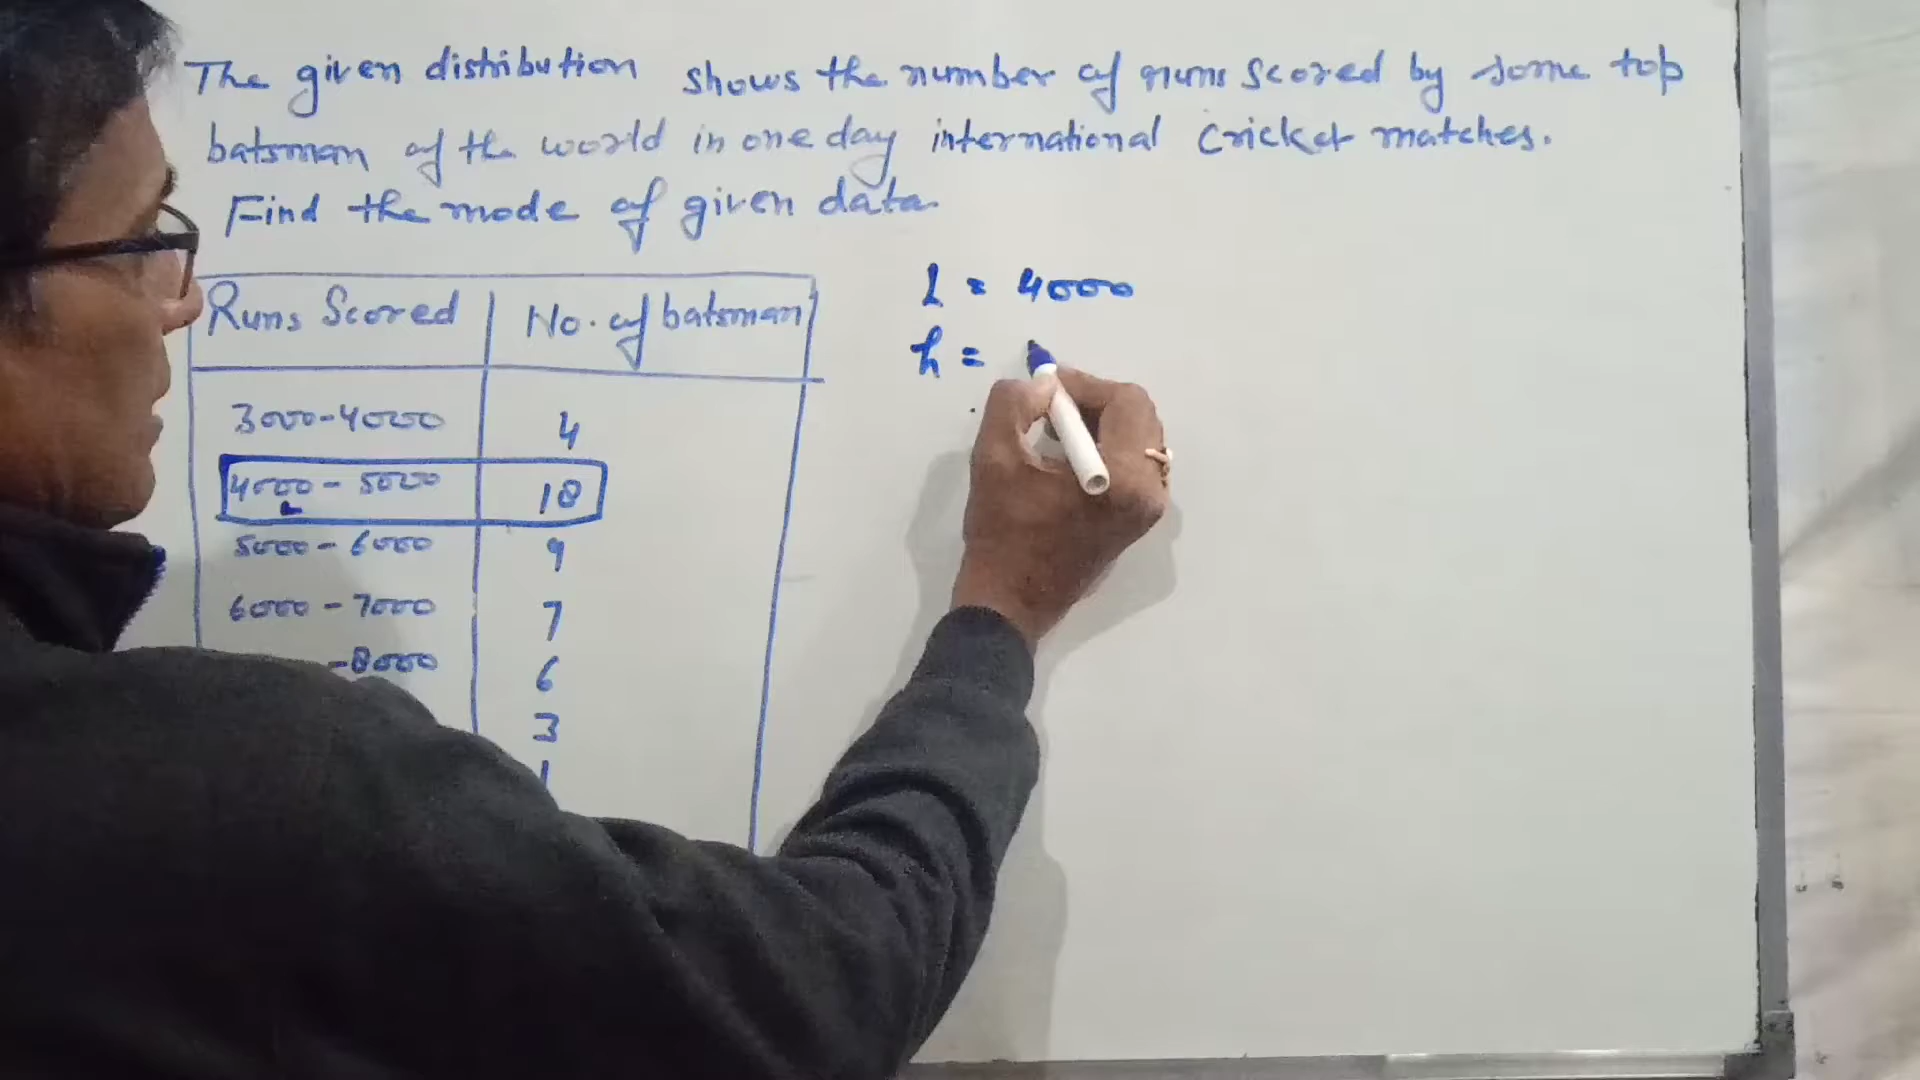 The given distribution shows the number of runs scored by some top
batsman of the world in one day international cricket matches.
Find the mode of given data.
Runs Scored No. of batsman
3000-4000 4
4000 - 5000 18
5000 - 6000 9
6000 - 7000 7
-8000 6
3
1
l = 4000
h =